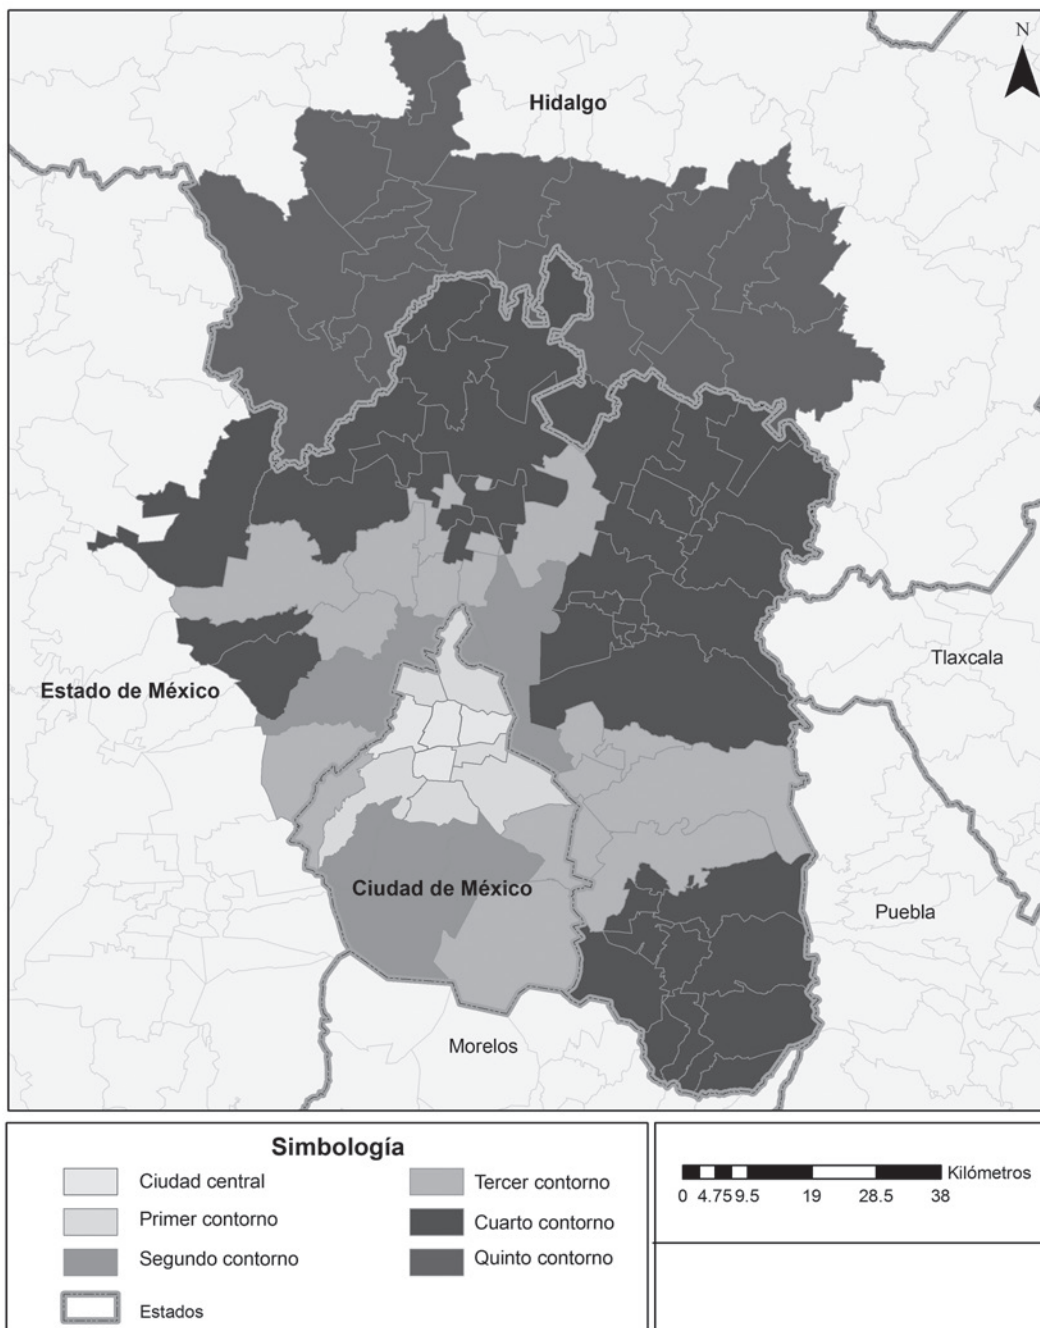 N
Hidalgo
Tlaxcala
Estado de México
Ciudad de México
Puebla
Morelos
Simbología
Ciudad central
Tercer contorno
Primer contorno
Cuarto contorno
Segundo contorno
Quinto contorno
Estados
Kilómetros
0 4.75 9.5 19 28.5 38